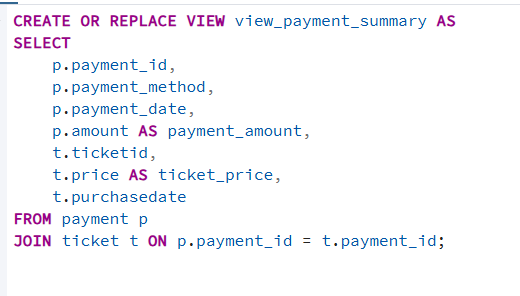 CREATE OR REPLACE VIEW view_payment_summary AS
SELECT
    p.payment_id,
    p.payment_method,
    p.payment_date,
    p.amount AS payment_amount,
    t.ticketid,
    t.price AS ticket_price,
    t.purchasedate
FROM payment p
JOIN ticket t ON p.payment_id = t.payment_id;